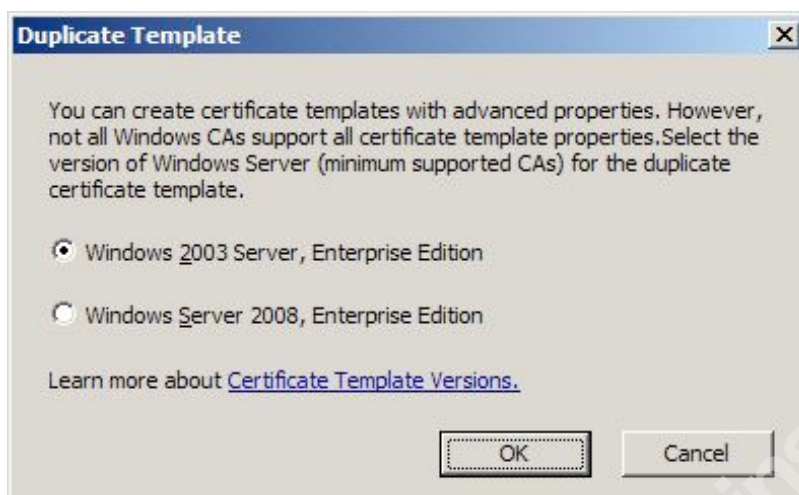 Duplicate Template
You can create certificate templates with advanced properties. However,
not all Windows CAs support all certificate template properties.Select the
version of Windows Server (minimum supported CAs) for the duplicate
certificate template.
Windows 2003 Server, Enterprise Edition
Windows Server 2008, Enterprise Edition
Learn more about Certificate Template Versions.
OK
Cancel